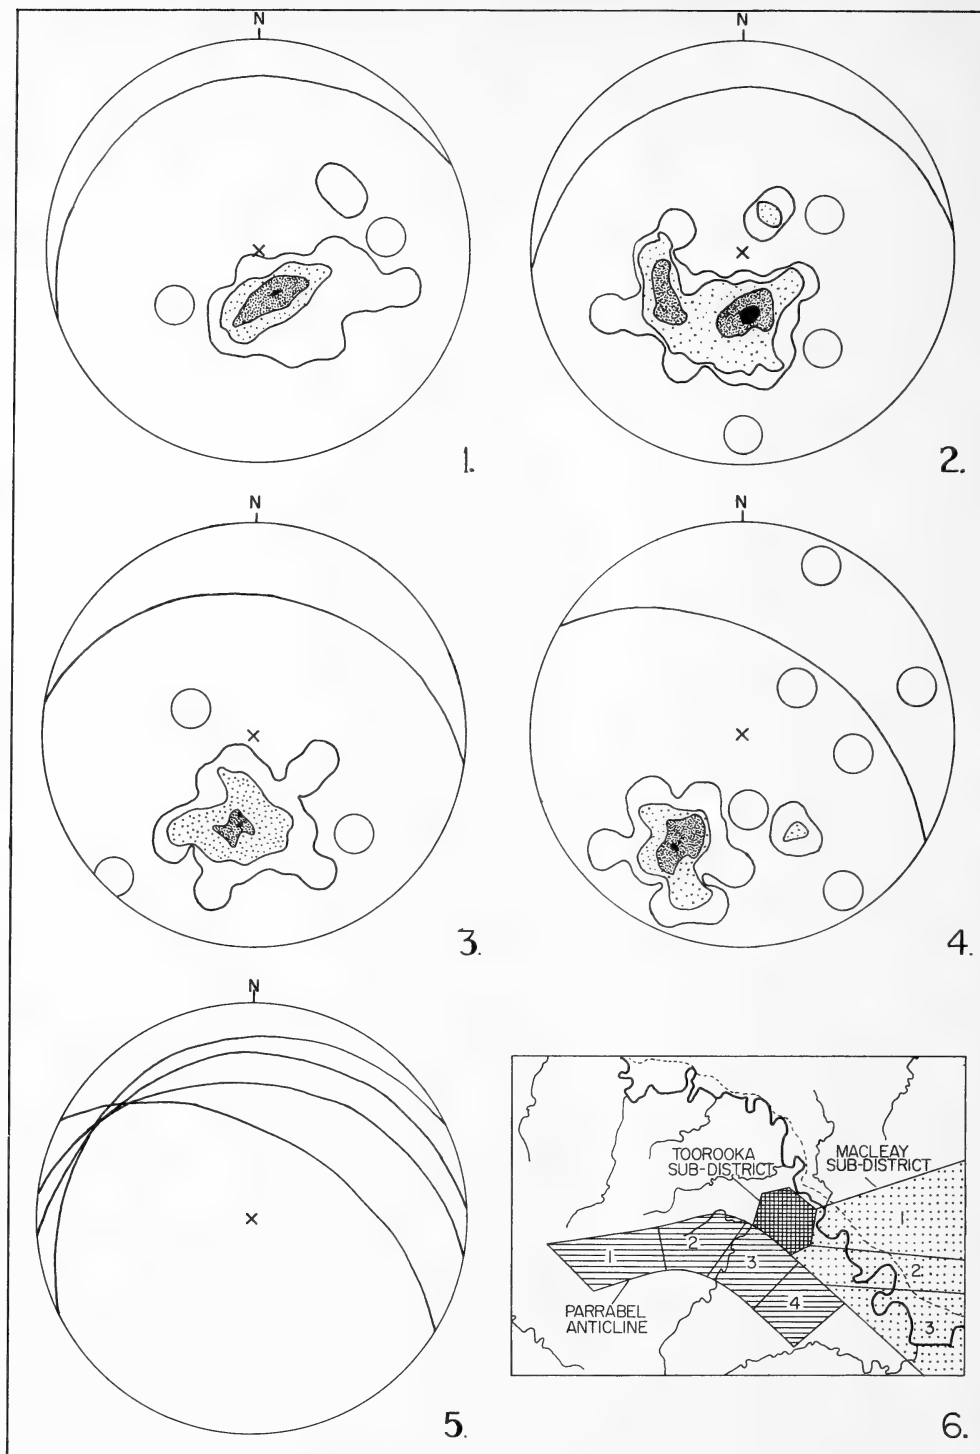 N
N
×
×
1.
2.
N
N
×
×
3.
4.
N
×
TOOROOKA
SUB-DISTRICT
MACLEAY
SUB-DISTRICT
1
2
1
3
2
4
3
PARRABEL
ANTICLINE
5.
6.